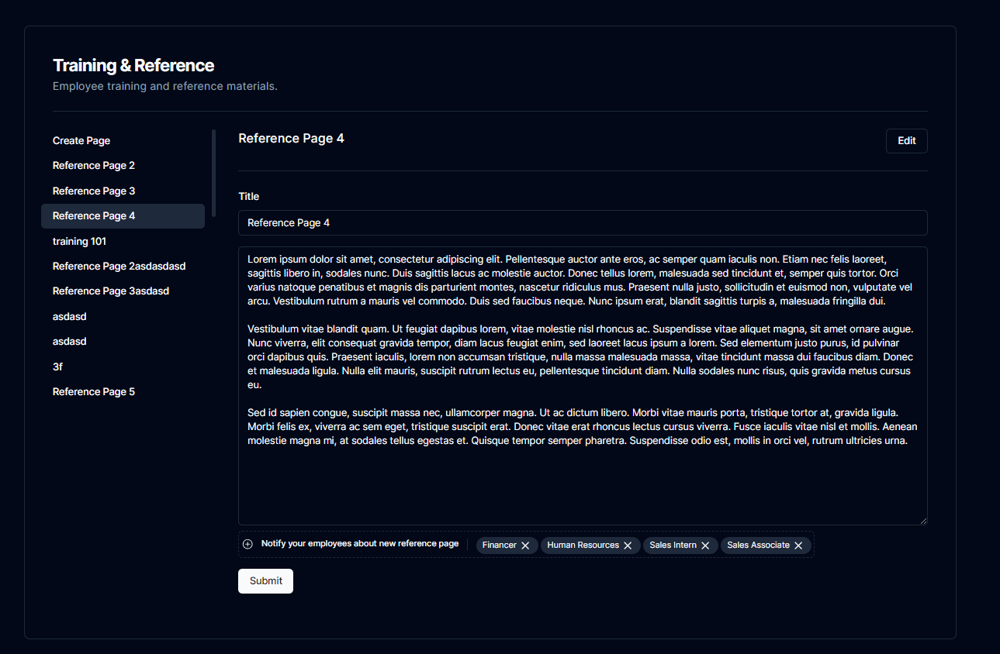 Training & Reference
Employee training and reference materials.
Create Page
Reference Page 2
Reference Page 3
Reference Page 4
training 101
Reference Page 2asdasdasd
Reference Page 3asdasd
asdasd
asdasd
3f
Reference Page 5
Reference Page 4
Edit
Title
Reference Page 4
Lorem ipsum dolor sit amet, consectetur adipiscing elit. Pellentesque auctor ante eros, ac semper quam iaculis non. Etiam nec felis laoreet,
sagittis libero in, sodales nunc. Duis sagittis lacus ac molestie auctor. Donec tellus lorem, malesuada sed tincidunt et, semper quis tortor. Orci
varius natoque penatibus et magnis dis parturient montes, nascetur ridiculus mus. Praesent nulla justo, sollicitudin et euismod non, vulputate vel
arcu. Vestibulum rutrum a mauris vel commodo. Duis sed faucibus neque. Nunc ipsum erat, blandit sagittis turpis a, malesuada fringilla dui.
Vestibulum vitae blandit quam. Ut feugiat dapibus lorem, vitae molestie nisl rhoncus ac. Suspendisse vitae aliquet magna, sit amet ornare augue.
Nunc viverra, elit consequat gravida tempor, diam lacus feugiat enim, sed laoreet lacus ipsum a lorem. Sed elementum justo purus, id pulvinar
orci dapibus quis. Praesent iaculis, lorem non accumsan tristique, nulla massa malesuada massa, vitae tincidunt massa dui faucibus diam. Donec
et malesuada ligula. Nulla elit mauris, suscipit rutrum lectus eu, pellentesque tincidunt diam. Nulla sodales nunc risus, quis gravida metus cursus
eu.
Sed id sapien congue, suscipit massa nec, ullamcorper magna. Ut ac dictum libero. Morbi vitae mauris porta, tristique tortor at, gravida ligula.
Morbi felis ex, viverra ac sem eget, tristique suscipit erat. Donec vitae erat rhoncus lectus cursus viverra. Fusce iaculis vitae nisl et mollis. Aenean
molestie magna mi, at sodales tellus egestas et. Quisque tempor semper pharetra. Suspendisse odio est, mollis in orci vel, rutrum ultricies urna.
Notify your employees about new reference page
Financer
Human Resources
Sales Intern
Sales Associate
Submit